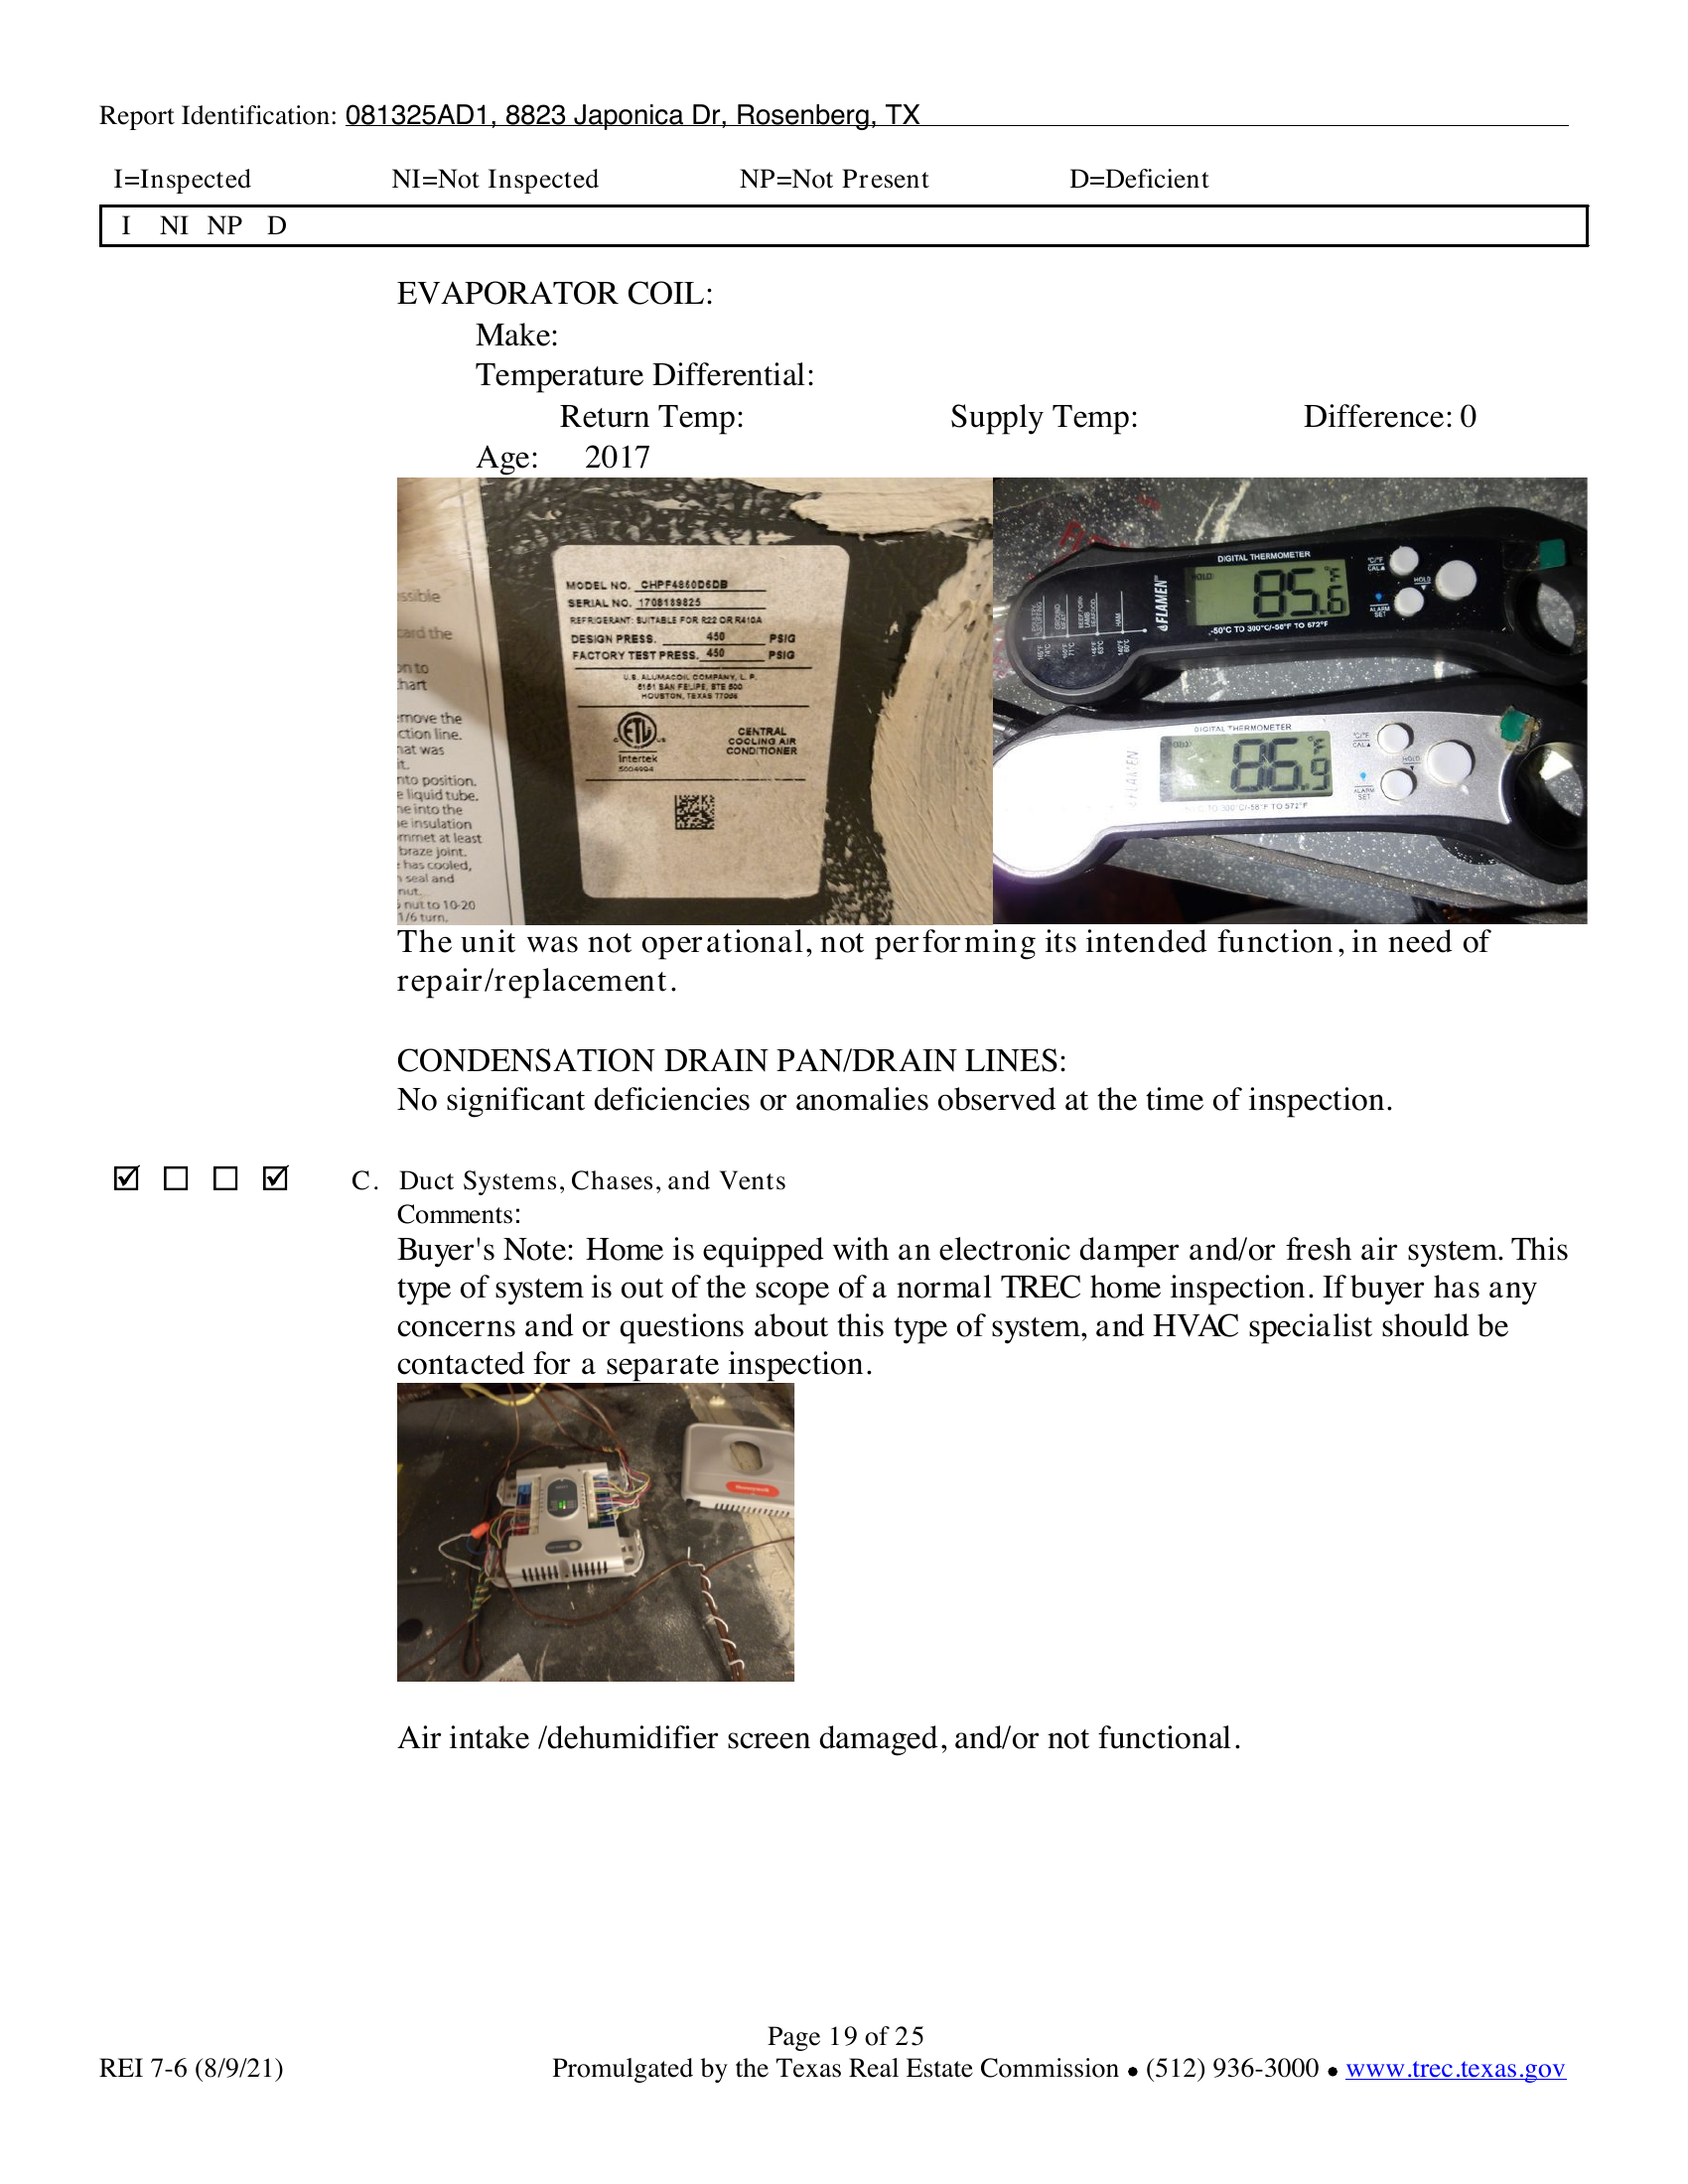 Report Identification: 081325AD1, 8823 Japonica Dr, Rosenberg, TX
I=Inspected NI=Not Inspected NP=Not Present D=Deficient
I NI NP D
EVAPORATOR COIL:
Make:
Temperature Differential:
Return Temp: Supply Temp: Difference: 0
Age: 2017
card the
on to
hart
emove the
ction line.
hat was
it.
nto position.
e liquid tube.
ne into the
e insulation
mmet at least
braze joint.
has cooled,
seal and
nut.
nut to 10-20
1/6 turn.
MODEL NO. CHPF4860D6DB
SERIAL NO. 1708189825
REFRIGERANT: SUITABLE FOR R22 OR R410A
DESIGN PRESS. 450 PSIG
FACTORY TEST PRESS. 450 PSIG
U.S. ALUMACOIL COMPANY, L. P.
5151 SAN FELIPE, STE 500
HOUSTON, TEXAS
ETL
Intertek
CENTRAL
COOLING AIR
CONDITIONER
DIGITAL THERMOMETER
HOLD
85.6 °F
FLAMEN
°C/°F
CAL
HOLD
ALARM
SET
-50°C TO 300°C/-58°F TO 572°F
DIGITAL THERMOMETER
86.9 °F
FLAMEN
°C/°F
CAL
HOLD
ALARM
SET
The unit was not operational, not performing its intended function, in need of
repair/replacement.
CONDENSATION DRAIN PAN/DRAIN LINES:
No significant deficiencies or anomalies observed at the time of inspection.
C. Duct Systems, Chases, and Vents
Comments:
Buyer's Note: Home is equipped with an electronic damper and/or fresh air system. This
type of system is out of the scope of a normal TREC home inspection. If buyer has any
concerns and or questions about this type of system, and HVAC specialist should be
contacted for a separate inspection.
Honeywell
Air intake /dehumidifier screen damaged, and/or not functional.
Page 19 of 25
REI 7-6 (8/9/21) Promulgated by the Texas Real Estate Commission ● (512) 936-3000 ● www.trec.texas.gov